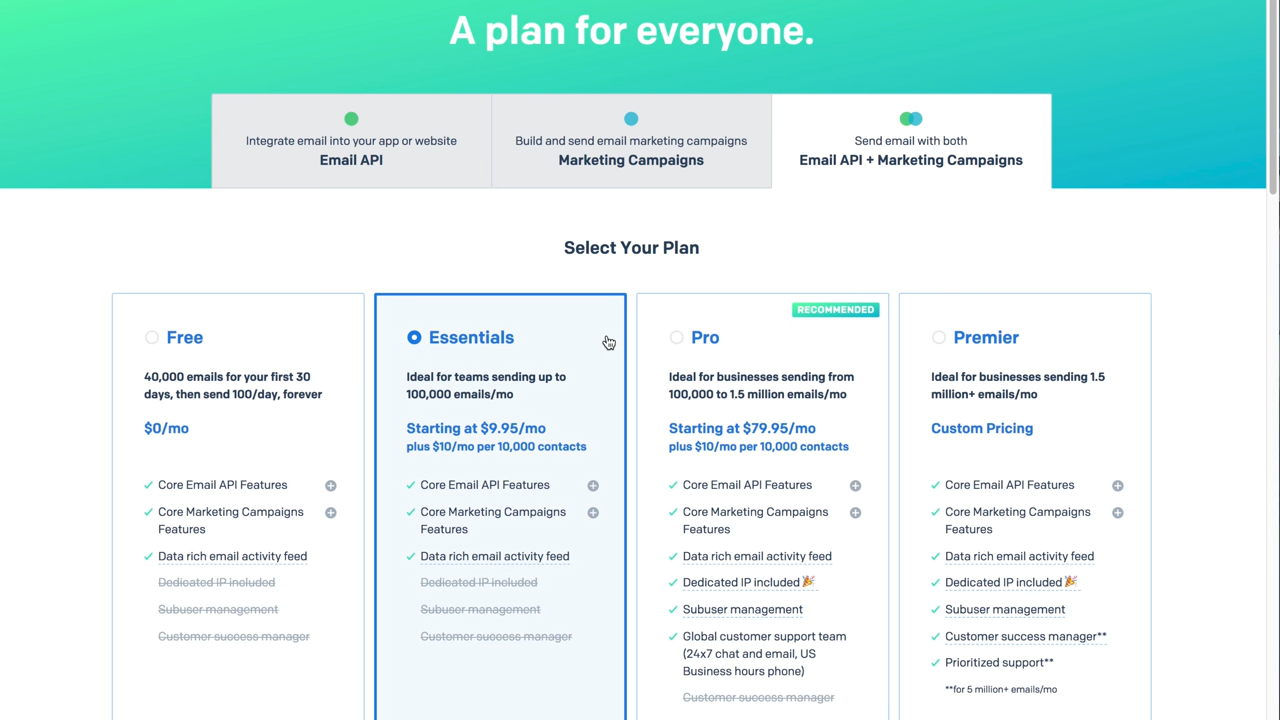 A plan for everyone.
Integrate email into your app or website
Email API
Build and send email marketing campaigns
Marketing Campaigns
Send email with both
Email API + Marketing Campaigns
Select Your Plan
Free
40,000 emails for your first 30
days, then send 100/day, forever
$0/mo
Core Email API Features
Core Marketing Campaigns
Features
Data rich email activity feed
Dedicated IP included
Subuser management
Customer success manager
Essentials
Ideal for teams sending up to
100,000 emails/mo
Starting at $9.95/mo
plus $10/mo per 10,000 contacts
Core Email API Features
Core Marketing Campaigns
Features
Data rich email activity feed
Dedicated IP included
Subuser management
Customer success manager
RECOMMENDED
Pro
Ideal for businesses sending from
100,000 to 1.5 million emails/mo
Starting at $79.95/mo
plus $10/mo per 10,000 contacts
Core Email API Features
Core Marketing Campaigns
Features
Data rich email activity feed
Dedicated IP included🎉
Subuser management
Global customer support team
(24x7 chat and email, US
Business hours phone)
Customer success manager
Premier
Ideal for businesses sending 1.5
million+ emails/mo
Custom Pricing
Core Email API Features
Core Marketing Campaigns
Features
Data rich email activity feed
Dedicated IP included🎉
Subuser management
Customer success manager**
Prioritized support**
**for 5 million+ emails/mo